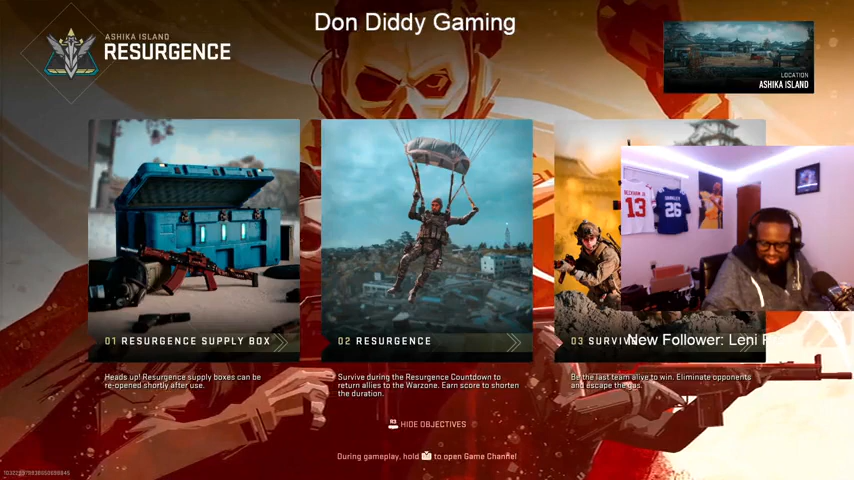 Don Diddy Gaming
ASHIKA ISLAND
RESURGENCE
LOCATION
ASHIKA ISLAND
13
26
01 RESURGENCE SUPPLY BOX
02 RESURGENCE
03
New Follower: Leni
Heads up! Resurgence supply boxes can be
re-opened shortly after use.
Survive during the Resurgence Countdown to
return allies to the Warzone. Earn score to shorten
the duration.
Be the last team alive to win. Eliminate opponents
and escape the gas.
R3 HIDE OBJECTIVES
During gameplay, hold to open Game Channel